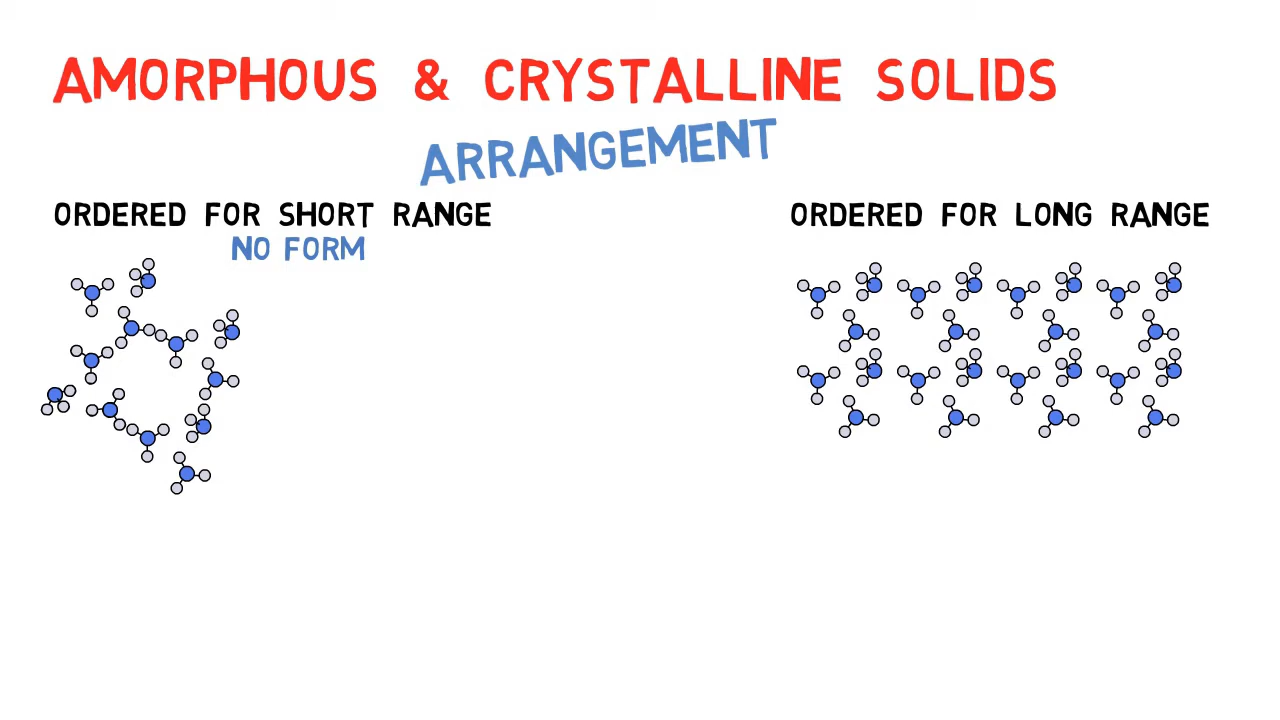 AMORPHOUS & CRYSTALLINE SOLIDS
ARRANGEMENT
ORDERED FOR SHORT RANGE
NO FORM
ORDERED FOR LONG RANGE